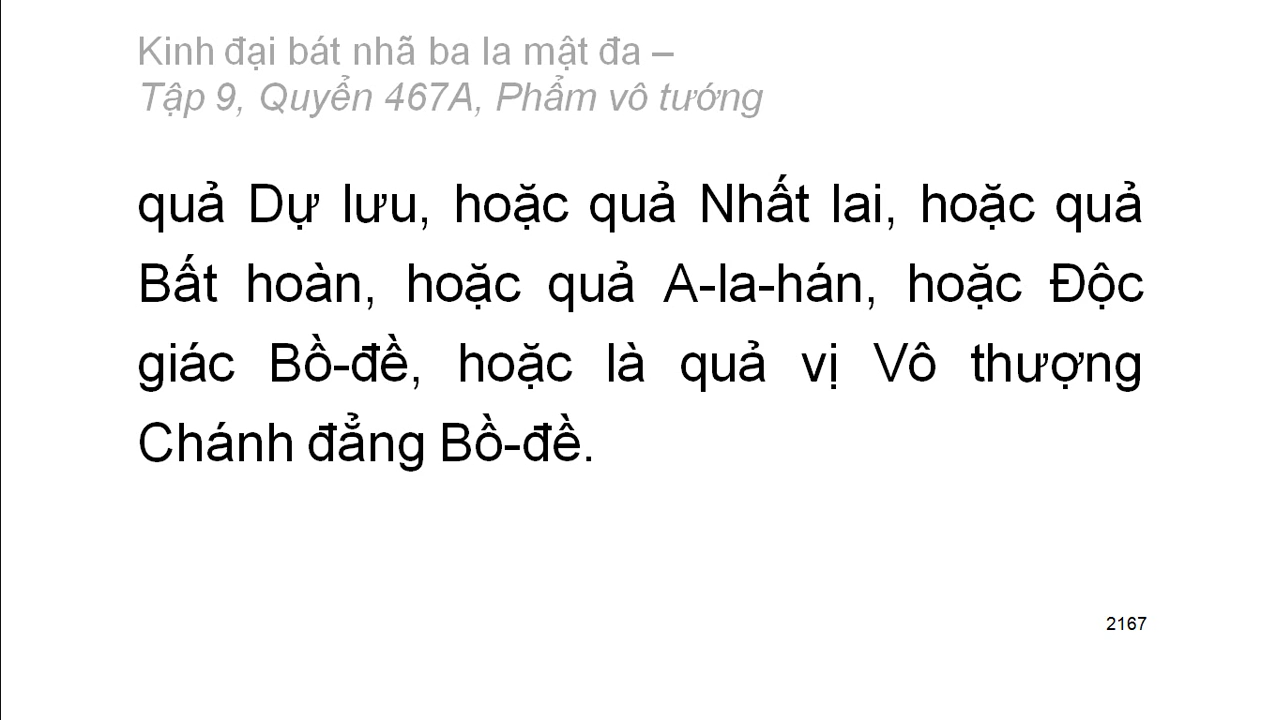 Kinh đại bát nhã ba la mật đa –
Tập 9, Quyển 467A, Phẩm vô tướng
quả Dự lưu, hoặc quả Nhất lai, hoặc quả
Bất hoàn, hoặc quả A-la-hán, hoặc Độc
giác Bồ-đề, hoặc là quả vị Vô thượng
Chánh đẳng Bồ-đề.
2167